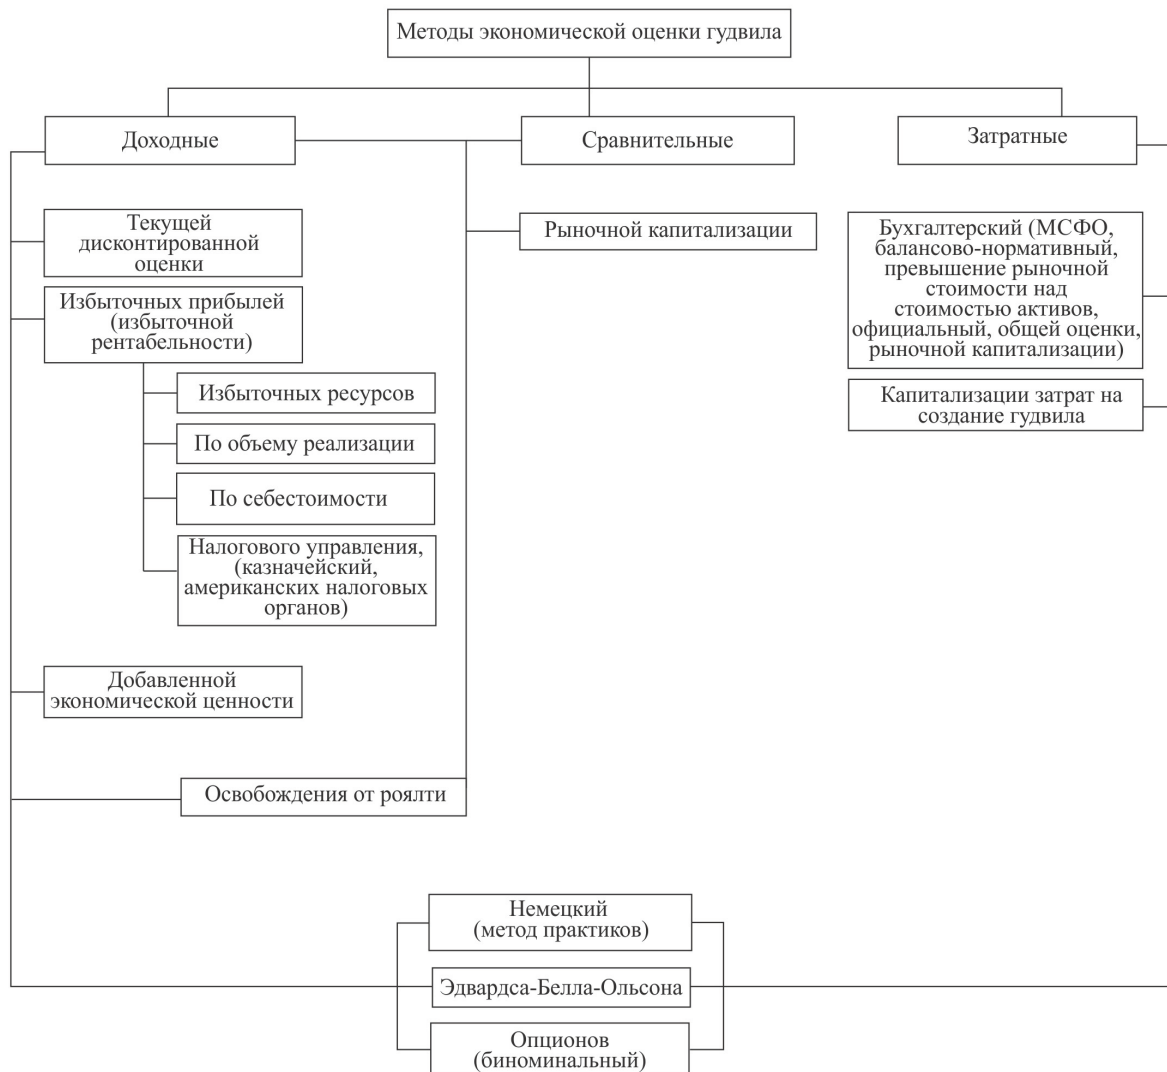 Методы экономической оценки гудвила
Доходные
Сравнительные
Затратные
Текущей
дисконтированной
оценки
Избыточных прибылей
(избыточной
рентабельности)
Избыточных ресурсов
По объему реализации
По себестоимости
Налогового управления,
(казначейский,
американских налоговых
органов)
Добавленной
экономической ценности
Освобождения от роялти
Рыночной капитализации
Бухгалтерский (МСФО,
балансово-нормативный,
превышение рыночной
стоимости над
стоимостью активов,
официальный, общей оценки,
рыночной капитализации)
Капитализации затрат на
создание гудвила
Немецкий
(метод практиков)
Эдвардса-Белла-Ольсона
Опционов
(биноминальный)